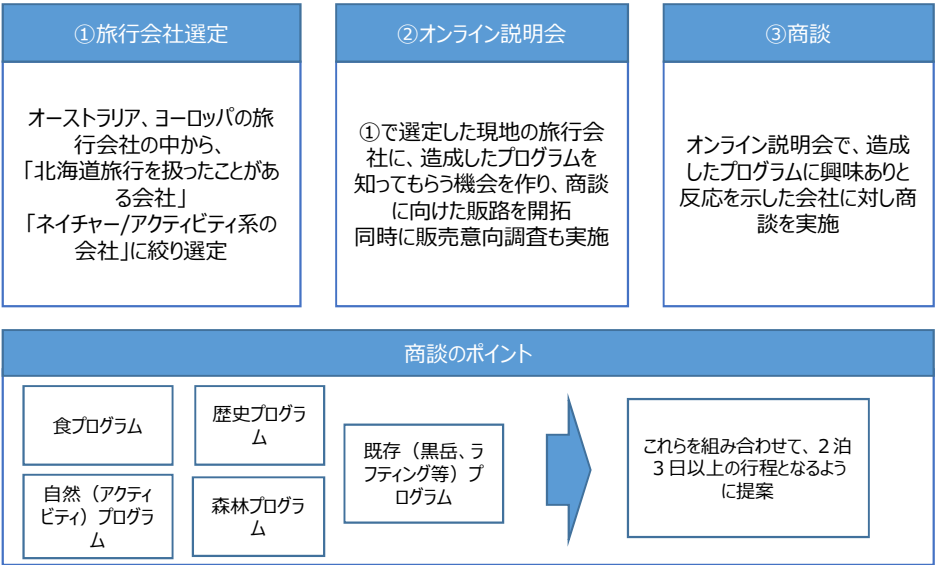 ①旅行会社選定
オーストラリア、ヨーロッパの旅
行会社の中から、
「北海道旅行を扱ったことがあ
る会社」
「ネイチャー/アクティビティ系の
会社」に絞り選定
②オンライン説明会
①で選定した現地の旅行会
社に、造成したプログラムを
知ってもらう機会を作り、商談
に向けた販路を開拓
同時に販売意向調査も実施
③商談
オンライン説明会で、造成
したプログラムに興味ありと
反応を示した会社に対し商
談を実施
商談のポイント
食プログラム
歴史プログラ
ム
自然（アクティ
ビティ）プログラ
ム
森林プログラ
ム
既存（黒岳、ラ
フティング等）プ
ログラム
これらを組み合わせて、２泊
３日以上の行程となるよう
に提案